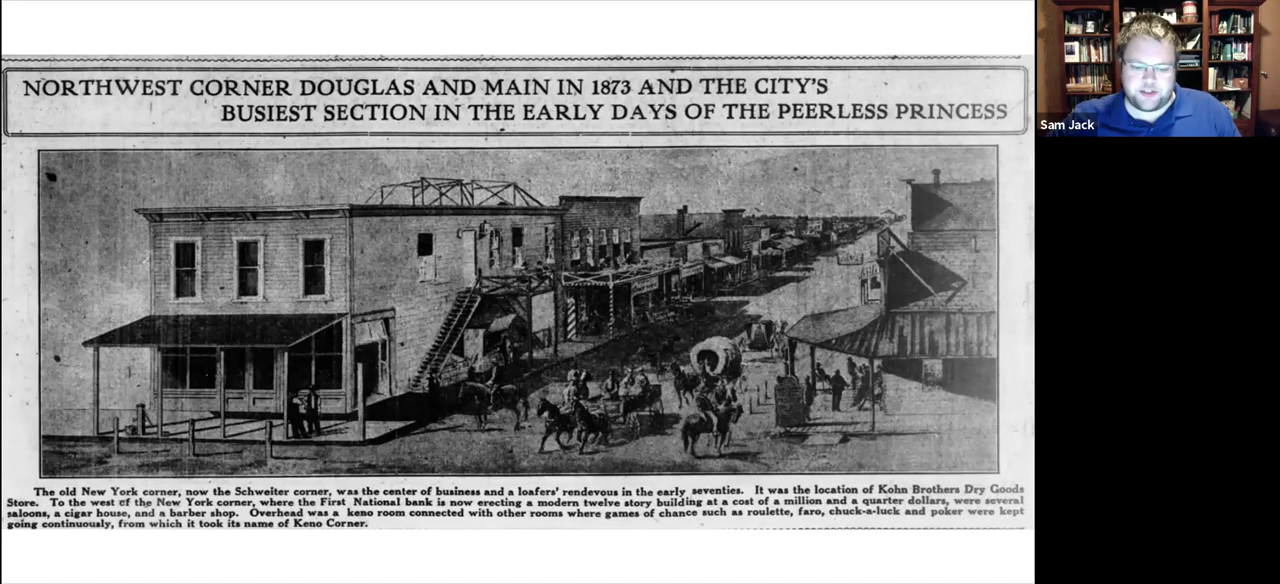 NORTHWEST CORNER DOUGLAS AND MAIN IN 1873 AND THE CITY'S
BUSIEST SECTION IN THE EARLY DAYS OF THE PEERLESS PRINCESS
Sam Jack
The old New York corner, now the Schweiter corner, was the center of business and a loafers' rendevous in the early seventies. It was the location of Kohn Brothers Dry Goods
Store. To the west of the New York corner, where the First National bank is now erecting a modern twelve story building at a cost of a million and a quarter dollars, were several
saloons, a cigar house, and a barber shop. Overhead was a keno room connected with other rooms where games of chance such as roulette, faro, chuck-a-luck and poker were kept
going continuously, from which it took its name of Keno Corner.